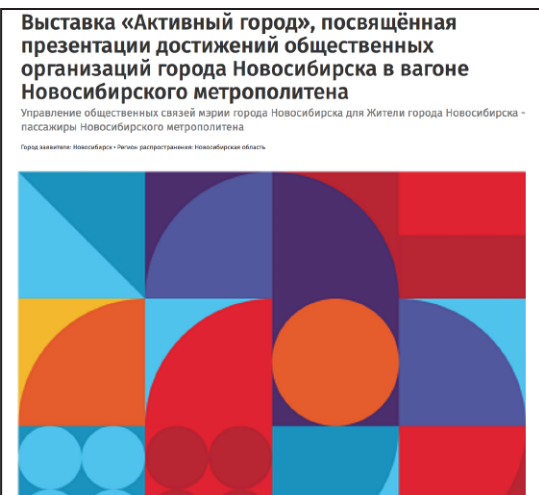 Выставка «Активный город», посвящённая
презентации достижений общественных
организаций города Новосибирска в вагоне
Новосибирского метрополитена
Управление общественных связей мэрии города Новосибирска для Жители города Новосибирска -
пассажиры Новосибирского метрополитена
Город заявителя: Новосибирск • Регион распространения: Новосибирская область